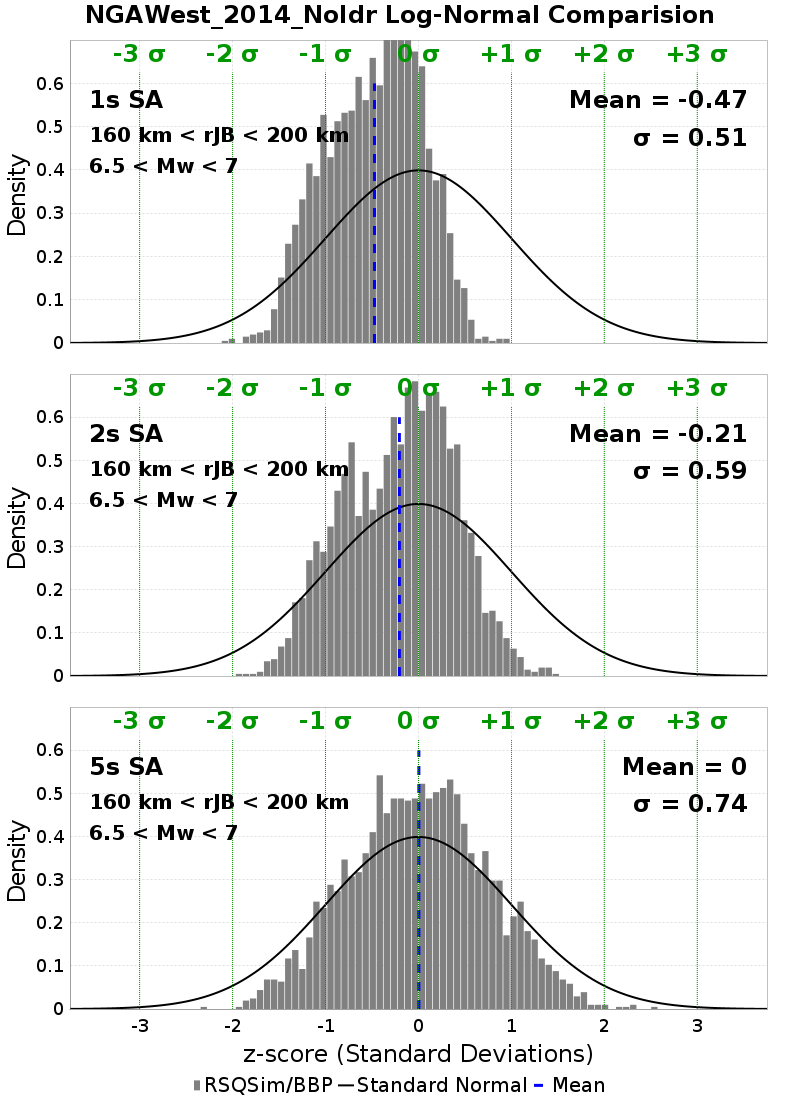 NGAWest_2014_NoIdr Log-Normal Comparision
-3 σ -2 σ -1 σ 0 σ +1 σ +2 σ +3 σ
1s SA
Mean = -0.47
160 km < rJB < 200 km
σ = 0.51
6.5 < Mw < 7
Density
0.6
0.5
0.4
0.3
0.2
0.1
0
-3 σ -2 σ -1 σ 0 σ +1 σ +2 σ +3 σ
2s SA
Mean = -0.21
160 km < rJB < 200 km
σ = 0.59
6.5 < Mw < 7
Density
0.6
0.5
0.4
0.3
0.2
0.1
0
-3 σ -2 σ -1 σ 0 σ +1 σ +2 σ +3 σ
5s SA
Mean = 0
160 km < rJB < 200 km
σ = 0.74
6.5 < Mw < 7
Density
0.6
0.5
0.4
0.3
0.2
0.1
0
-3 -2 -1 0 1 2 3
z-score (Standard Deviations)
RSQSim/BBP Standard Normal Mean